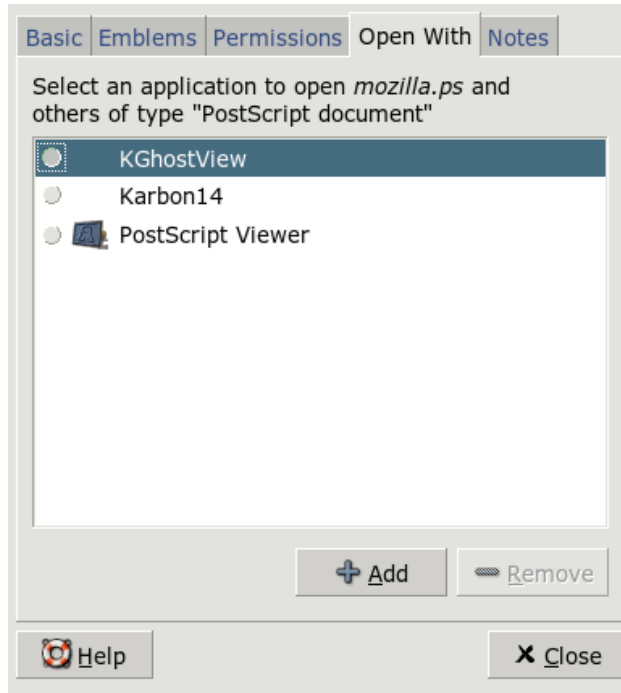 Basic Emblems Permissions Open With Notes
Select an application to open mozilla.ps and
others of type "PostScript document"
KGhostView
Karbon14
PostScript Viewer
Add Remove
Help Close